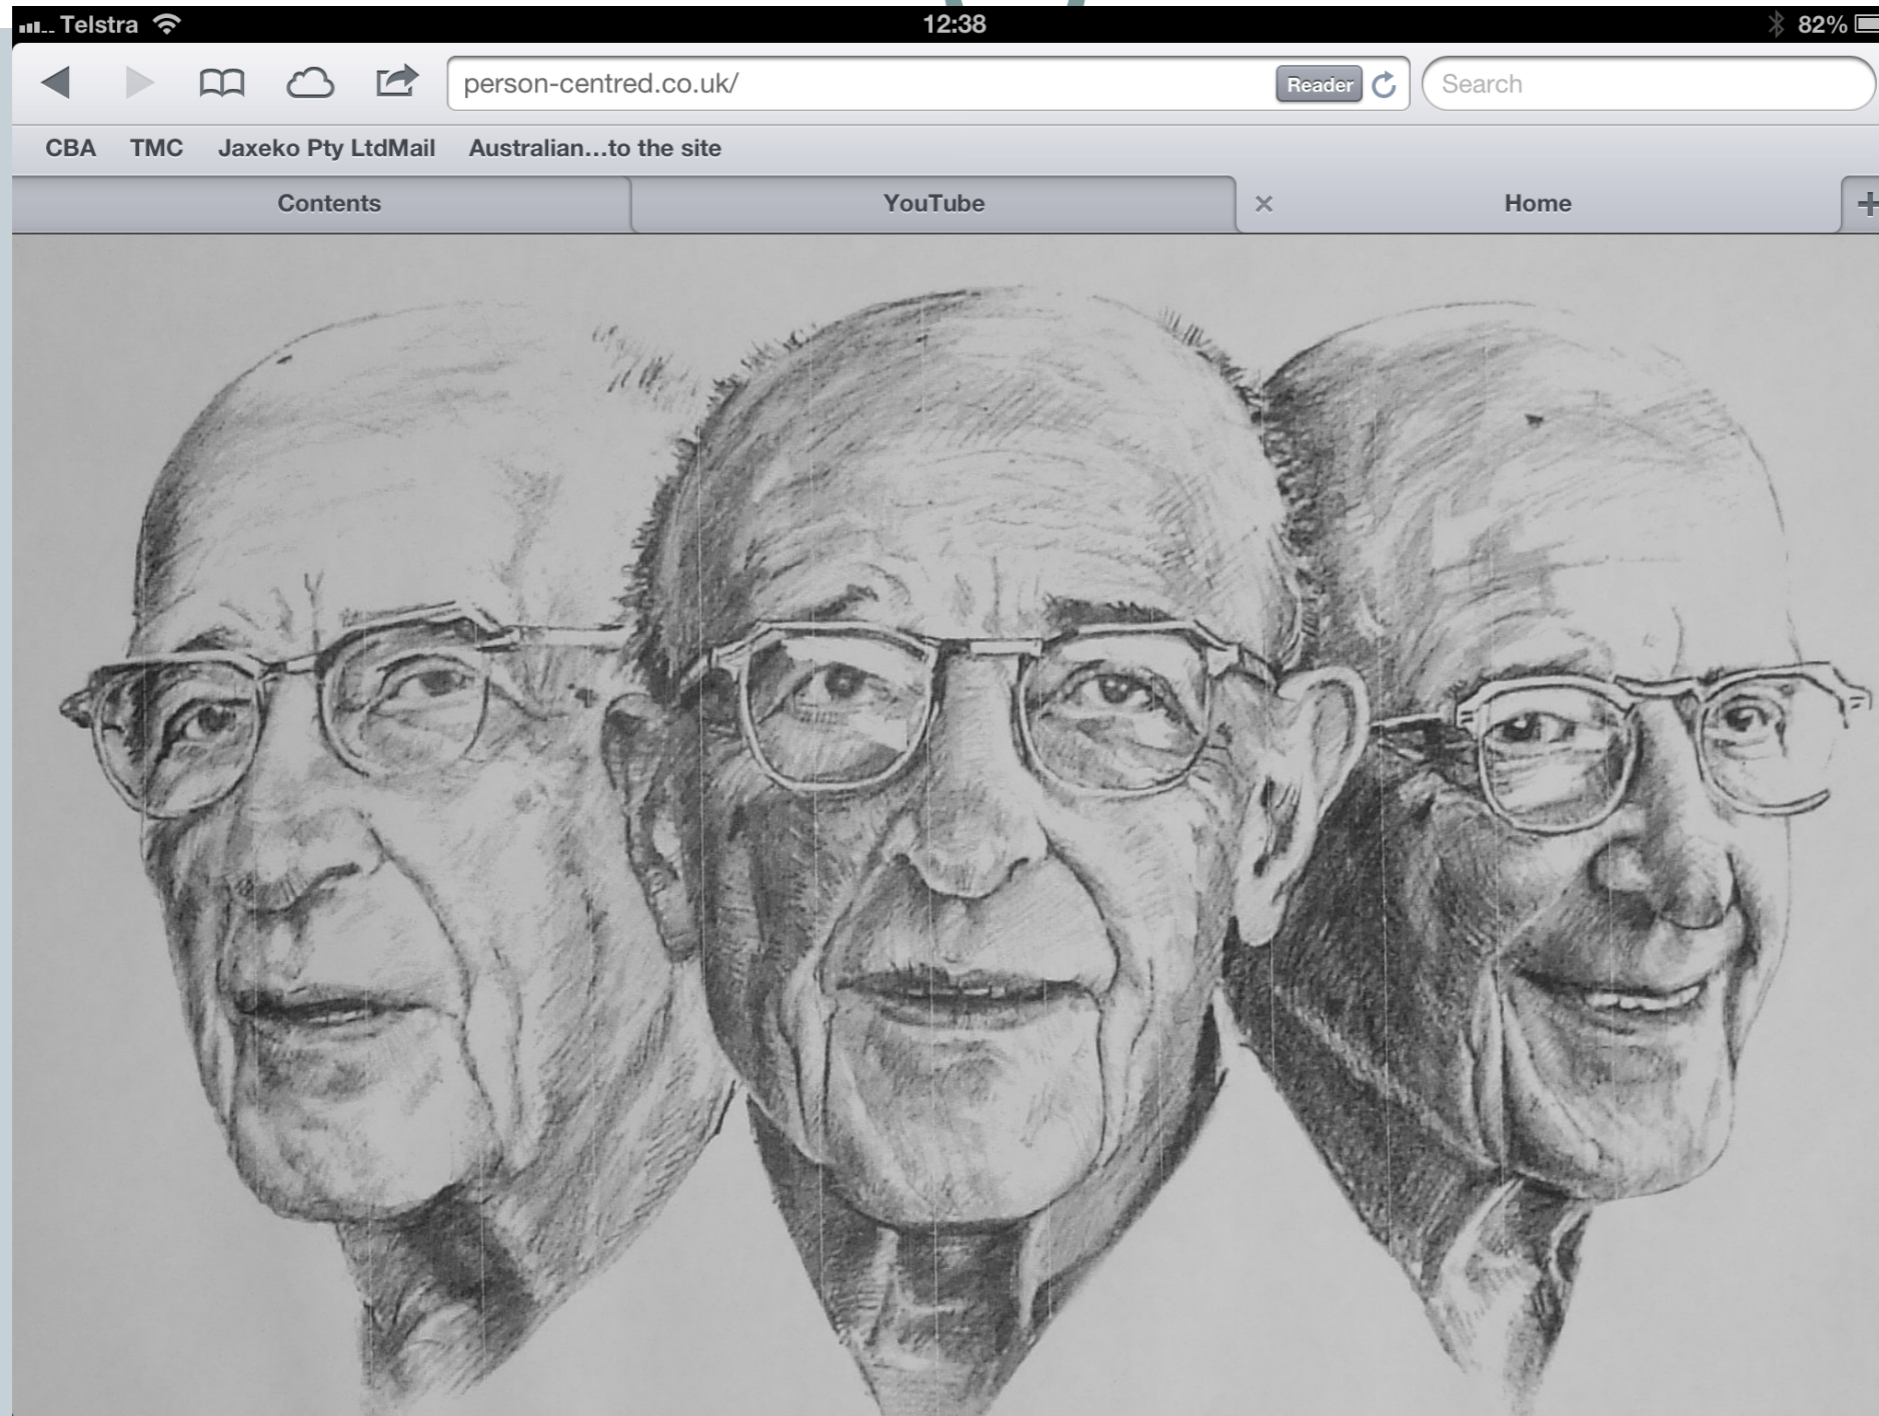 Telstra 12:38 82%
person-centred.co.uk/ Reader Search
CBA TMC Jaxeko Pty LtdMail Australian...to the site
Contents YouTube Home